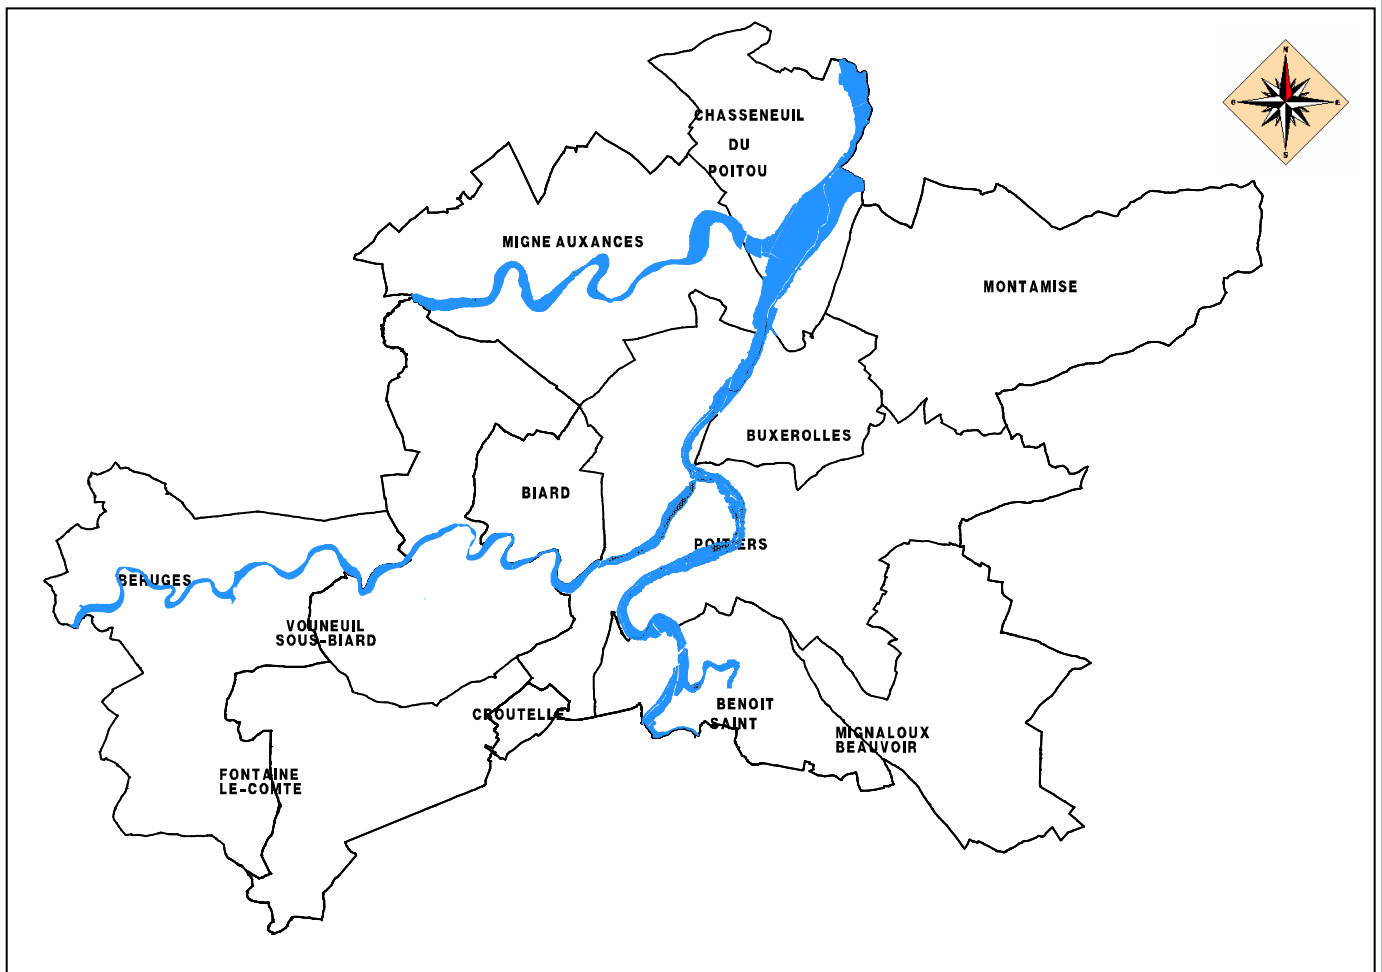 N
O
E
S
CHASSENEUIL
DU
POITOU
MIGNE AUXANCES
MONTAMISE
BUXEROLLES
BIARD
POITIERS
BERUGES
VOUNEUIL
SOUS-BIARD
BENOIT
SAINT
CROUTELLE
MIGNALOUX
BEAUVOIR
FONTAINE
LE-COMTE